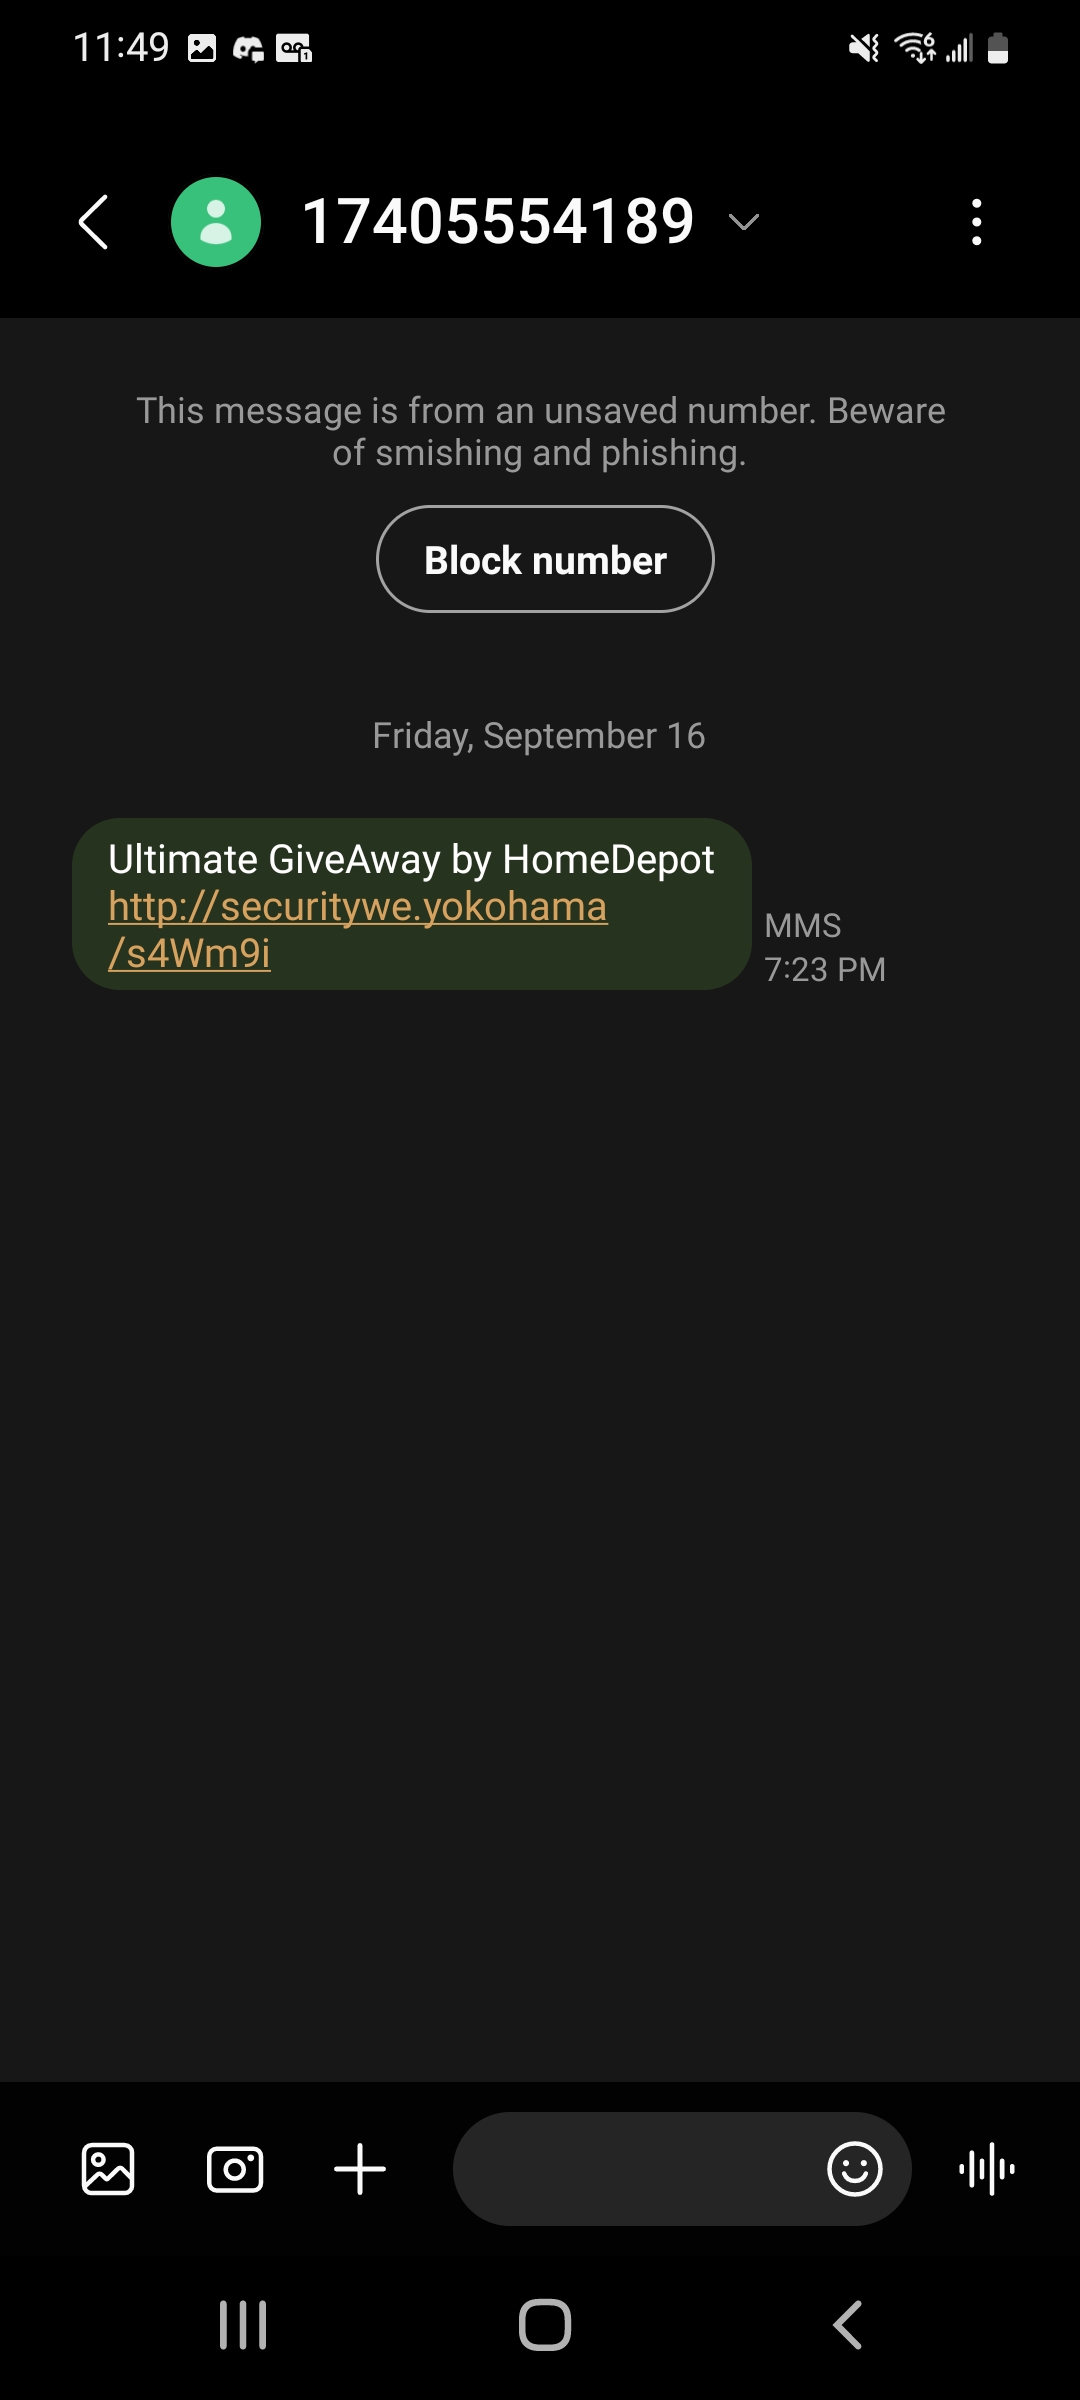 11:49
17405554189
This message is from an unsaved number. Beware
of smishing and phishing.
Block number
Friday, September 16
Ultimate GiveAway by HomeDepot
http://securitywe.yokohama
/s4Wm9i
MMS
7:23 PM